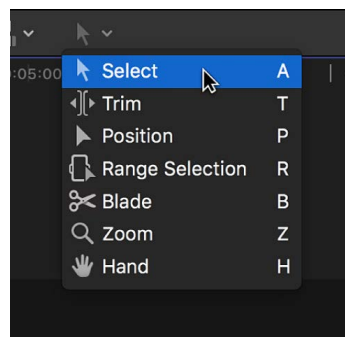 :05:00
Select A
Trim T
Position P
Range Selection R
Blade B
Zoom Z
Hand H